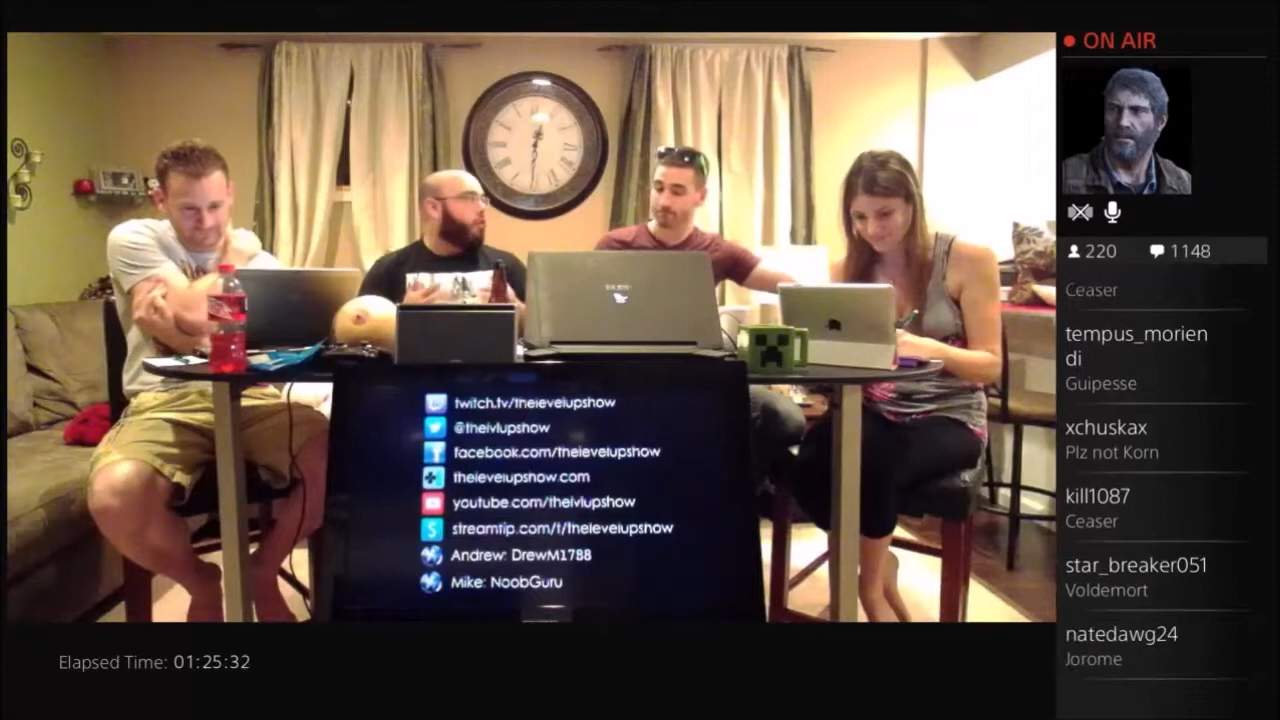 ON AIR
220 1148
Ceaser
tempus_morien
di
Guipesse
xchuskax
Plz not Korn
kill1087
Ceaser
star_breaker051
Voldemort
natedawg24
Jorome
twitch.tv/thelevelupshow
@thelvlupshow
facebook.com/thelevelupshow
thelevelupshow.com
youtube.com/thelvlupshow
streamtip.com/t/thelevelupshow
Andrew: DrewM1788
Mike: NoobGuru
Elapsed Time: 01:25:32